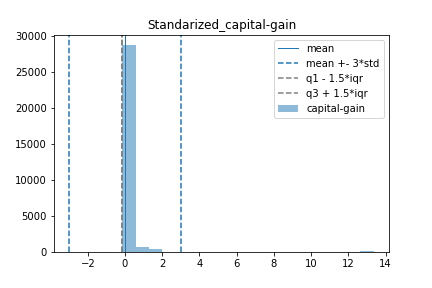 Standarized_capital-gain
30000
25000
20000
15000
10000
5000
0
mean
mean +- 3*std
q1 - 1.5*iqr
q3 + 1.5*iqr
capital-gain
−2 0 2 4 6 8 10 12 14